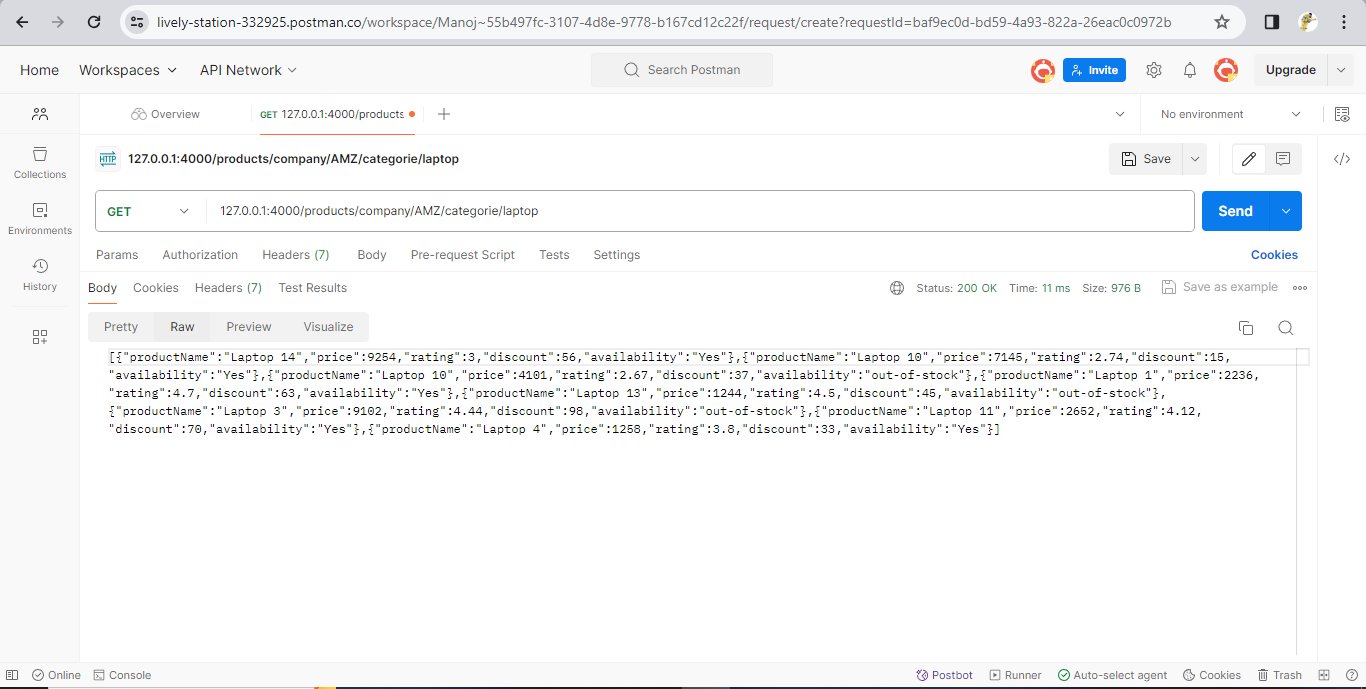 lively-station-332925.postman.co/workspace/Manoj~55b497fc-3107-4d8e-9778-b167cd12c22f/request/create?requestId=baf9ec0d-bd59-4a93-822a-26eac0c0972b
Home Workspaces API Network Search Postman Invite Upgrade
Overview GET 127.0.0.1:4000/products No environment
HTTP 127.0.0.1:4000/products/company/AMZ/categorie/laptop Save
Collections
GET 127.0.0.1:4000/products/company/AMZ/categorie/laptop Send
Environments
Params Authorization Headers (7) Body Pre-request Script Tests Settings Cookies
History
Body Cookies Headers (7) Test Results Status: 200 OK Time: 11 ms Size: 976 B Save as example
Pretty Raw Preview Visualize
[{"productName":"Laptop 14","price":9254,"rating":3,"discount":56,"availability":"Yes"},{"productName":"Laptop 10","price":7145,"rating":2.74,"discount":15,
"availability":"Yes"},{"productName":"Laptop 10","price":4101,"rating":2.67,"discount":37,"availability":"out-of-stock"},{"productName":"Laptop 1","price":2236,
"rating":4.7,"discount":63,"availability":"Yes"},{"productName":"Laptop 13","price":1244,"rating":4.5,"discount":45,"availability":"out-of-stock"},
{"productName":"Laptop 3","price":9102,"rating":4.44,"discount":98,"availability":"out-of-stock"},{"productName":"Laptop 11","price":2652,"rating":4.12,
"discount":70,"availability":"Yes"},{"productName":"Laptop 4","price":1258,"rating":3.8,"discount":33,"availability":"Yes"}]
Online Console Postbot Runner Auto-select agent Cookies Trash